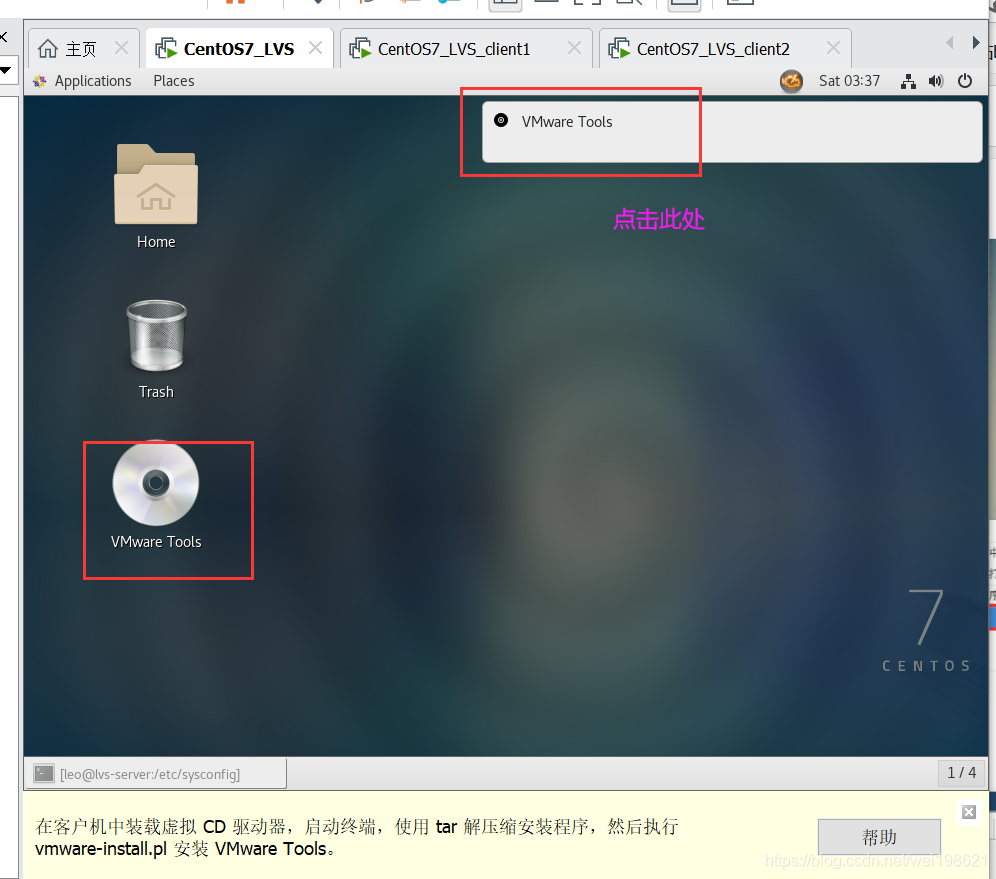 主页
CentOS7_LVS
CentOS7_LVS_client1
CentOS7_LVS_client2
Applications Places
Sat 03:37
VMware Tools
点击此处
Home
Trash
VMware Tools
7
CENTOS
[leo@lvs-server:/etc/sysconfig]
1 / 4
在客户机中装载虚拟 CD 驱动器，启动终端，使用 tar 解压缩安装程序，然后执行
vmware-install.pl 安装 VMware Tools。
帮助
https://blog.csdn.net/wei198621